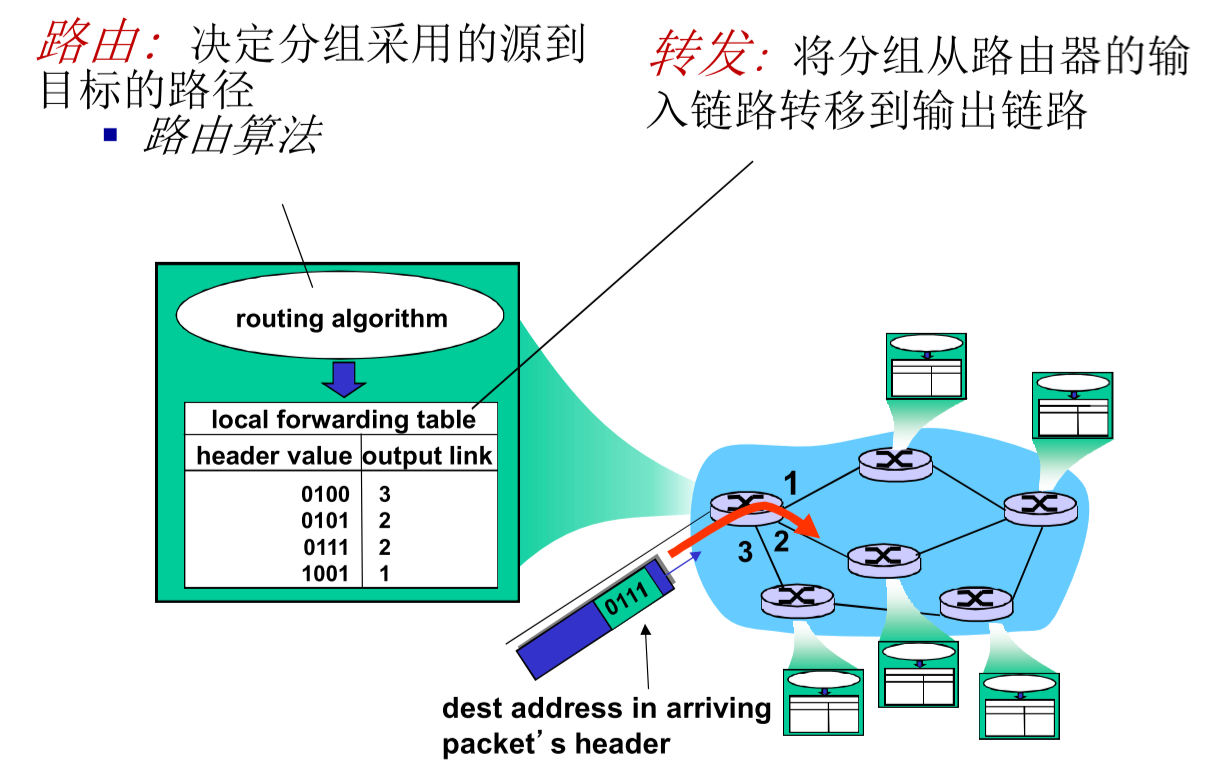 路由：决定分组采用的源到
目标的路径
路由算法
转发：将分组从路由器的输
入链路转移到输出链路
routing algorithm
local forwarding table
header value output link
0100 3
0101 2
0111 2
1001 1
1
2
3
0111
dest address in arriving
packet’s header